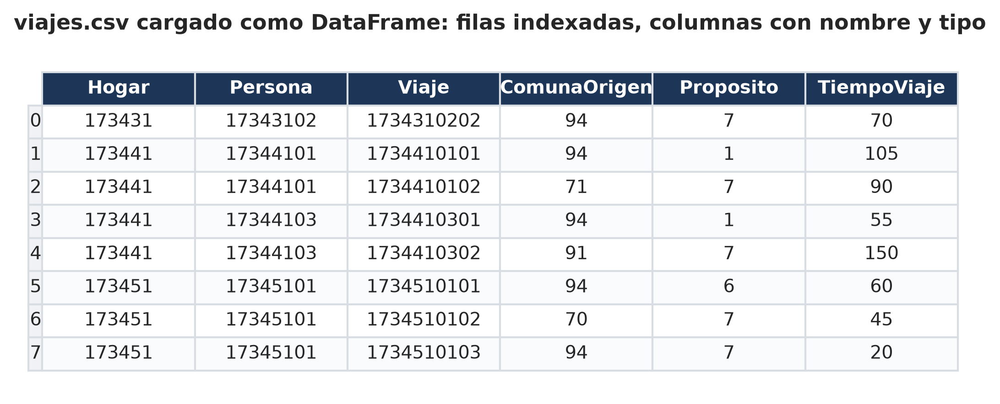 viajes.csv cargado como DataFrame: filas indexadas, columnas con nombre y tipo
Hogar Persona Viaje ComunaOrigen Proposito TiempoViaje
0 173431 17343102 1734310202 94 7 70
1 173441 17344101 1734410101 94 1 105
2 173441 17344101 1734410102 71 7 90
3 173441 17344103 1734410301 94 1 55
4 173441 17344103 1734410302 91 7 150
5 173451 17345101 1734510101 94 6 60
6 173451 17345101 1734510102 70 7 45
7 173451 17345101 1734510103 94 7 20